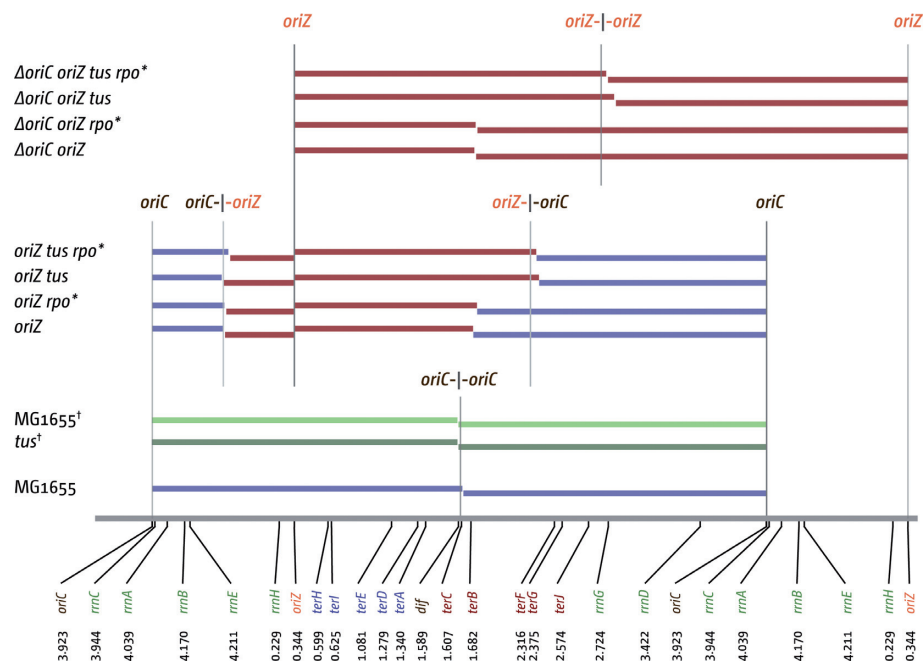 oriZ oriZ-|-oriZ oriZ
ΔoriC oriZ tus rpo*
ΔoriC oriZ tus
ΔoriC oriZ rpo*
ΔoriC oriZ
oriC oriC-|-oriZ oriZ-|-oriC oriC
oriZ tus rpo*
oriZ tus
oriZ rpo*
oriZ
oriC-|-oriC
MG1655†
tus†
MG1655
oriC rrnC rrnA rrnB rrnE rrnH oriZ terH terI terE terD terA dif terC terB terF terG terJ rrnG rrnD oriC rrnC rrnA rrnB rrnE rrnH oriZ
3.923 3.944 4.039 4.170 4.211 0.229 0.344 0.599 0.625 1.081 1.279 1.340 1.589 1.607 1.682 2.316 2.375 2.574 2.724 3.422 3.923 3.944 4.039 4.170 4.211 0.229 0.344